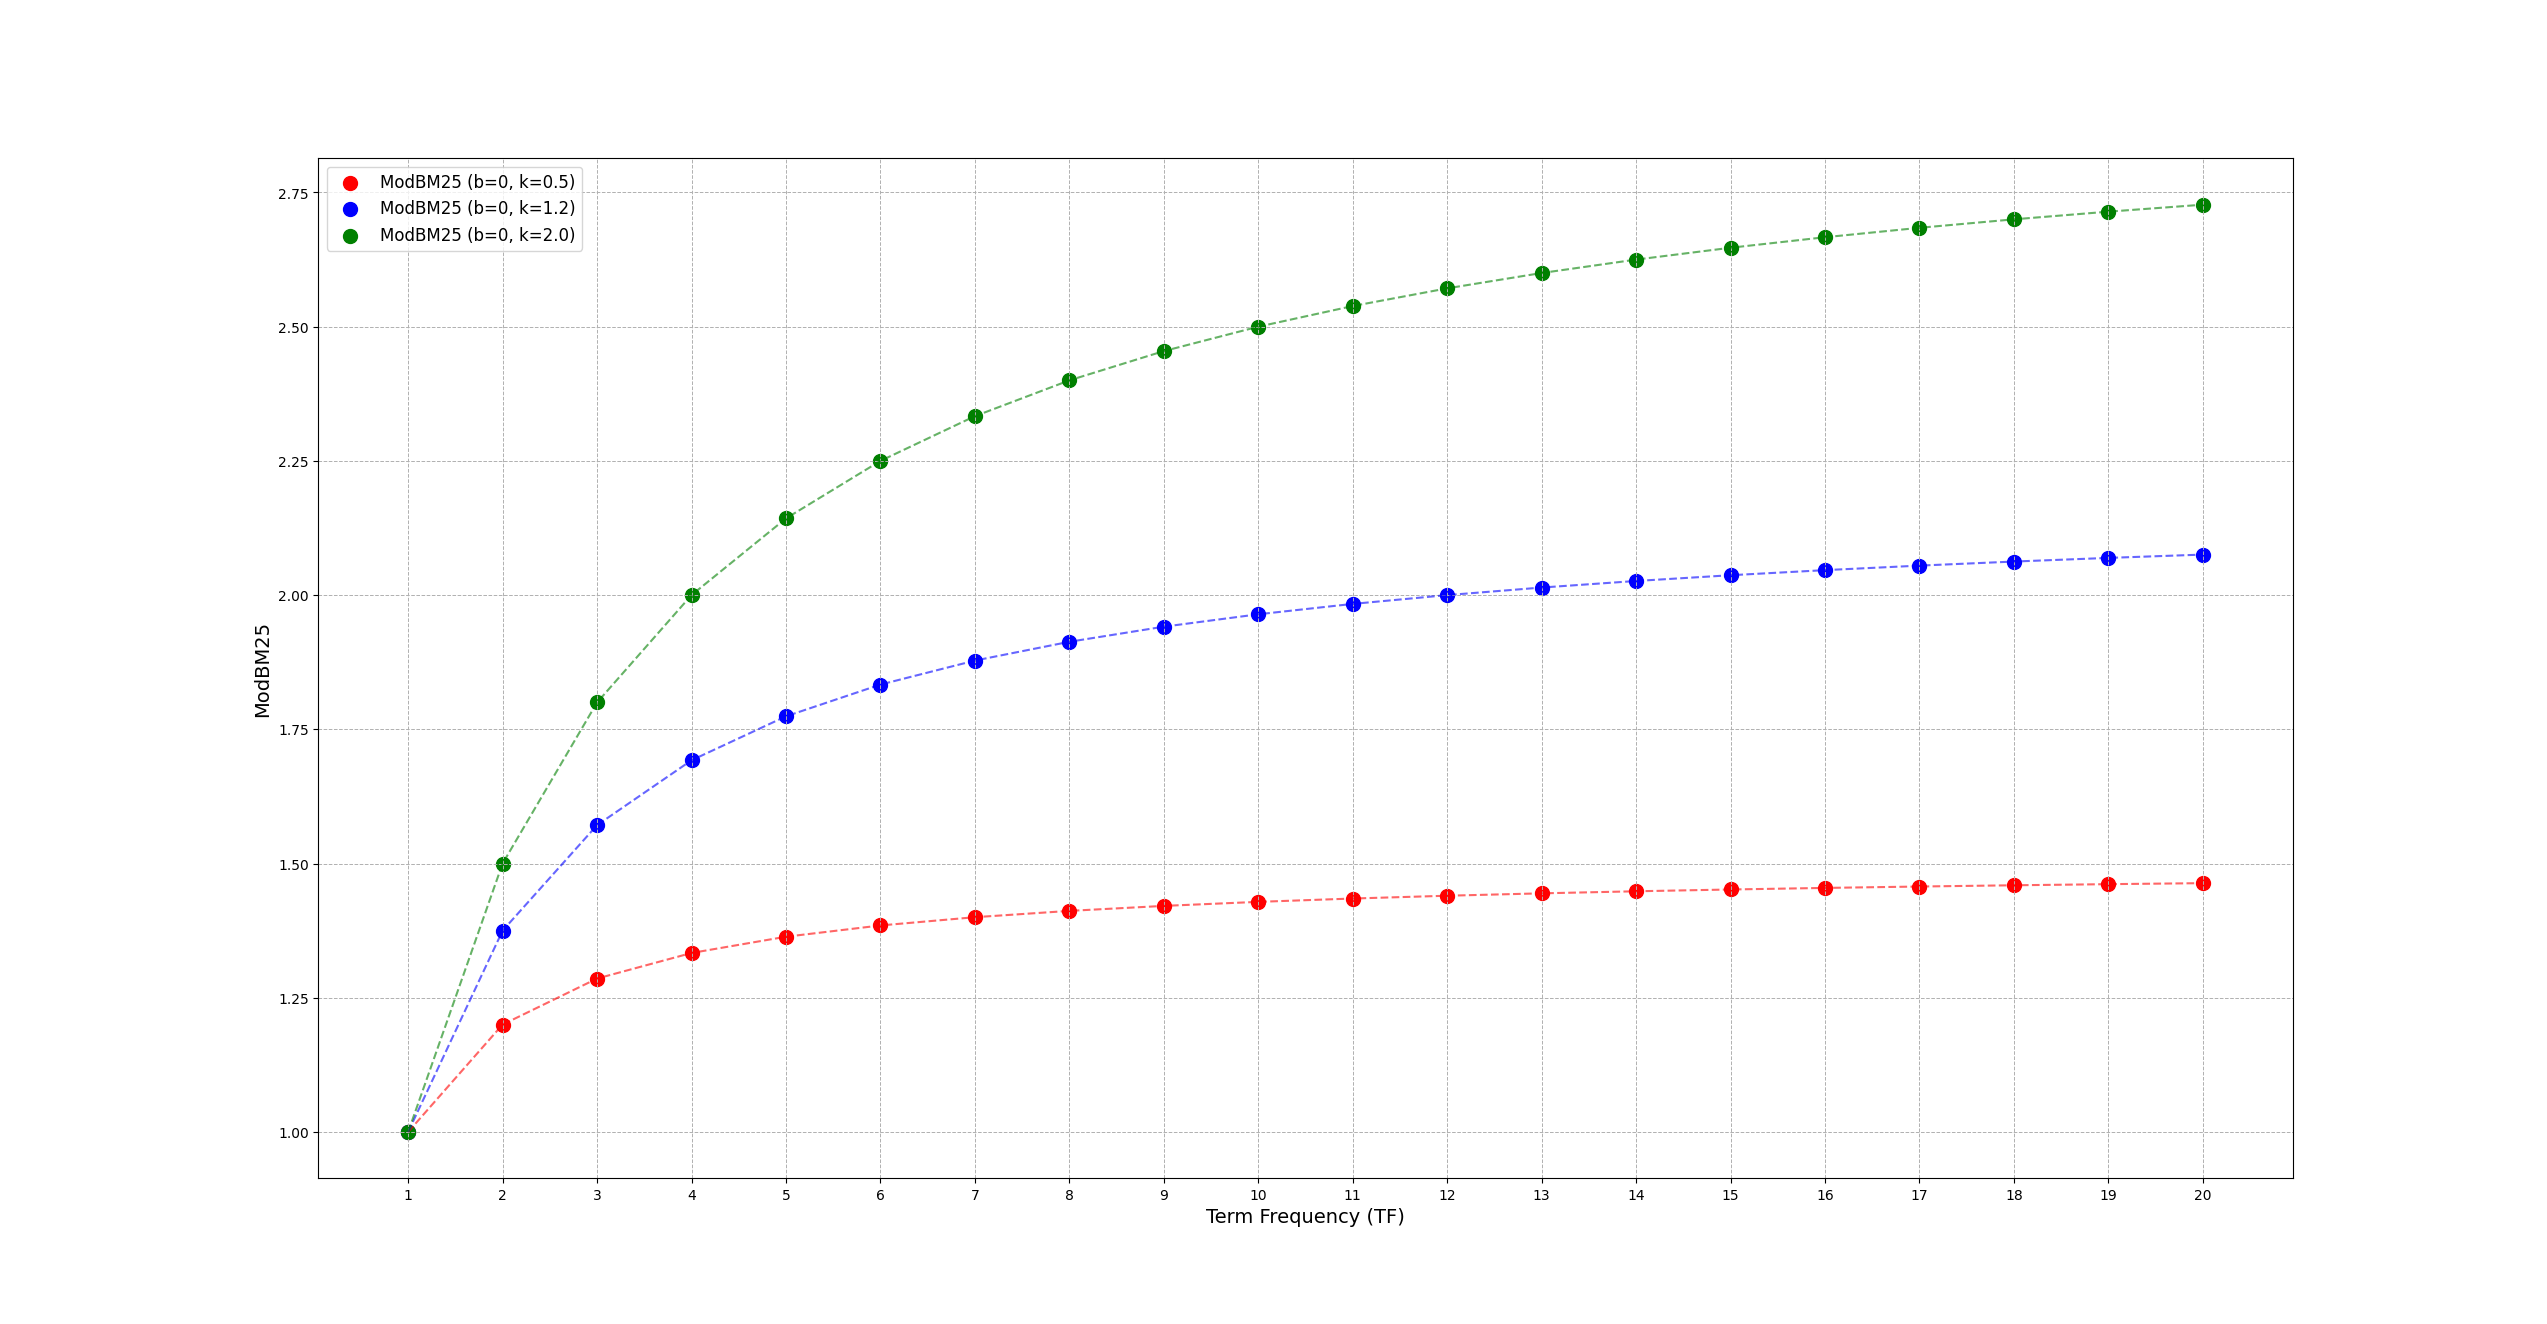 ModBM25 (b=0, k=0.5)
ModBM25 (b=0, k=1.2)
ModBM25 (b=0, k=2.0)
2.75
2.50
2.25
2.00
1.75
1.50
1.25
1.00
ModBM25
1 2 3 4 5 6 7 8 9 10 11 12 13 14 15 16 17 18 19 20
Term Frequency (TF)